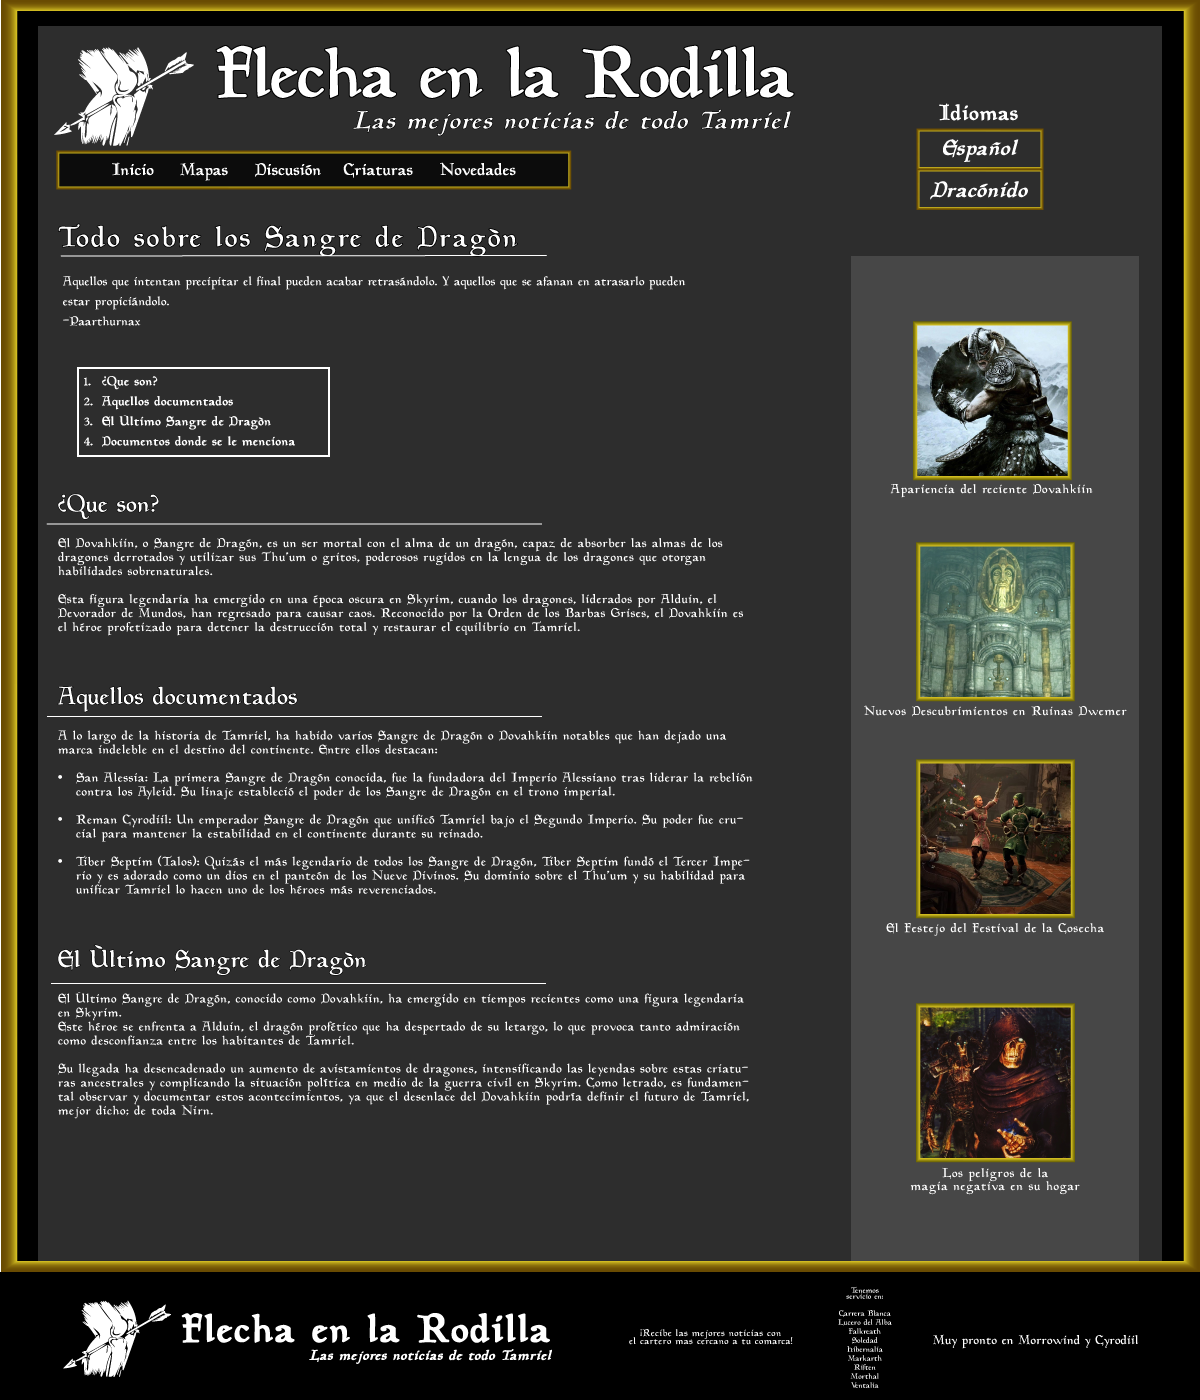 Flecha en la Rodilla
Las mejores noticias de todo Tamriel
Idiomas
Español
Dracónido
Inicio Mapas Discusión Criaturas Novedades
Todo sobre los Sangre de Dragòn
Aquellos que intentan precipitar el final pueden acabar retrasándolo. Y aquellos que se afanan en atrasarlo pueden
estar propiciándolo.
-Paarthurnax
1. ¿Que son?
2. Aquellos documentados
3. El Ùltimo Sangre de Dragòn
4. Documentos donde se le menciona
¿Que son?
El Dovahkiin, o Sangre de Dragón, es un ser mortal con el alma de un dragón, capaz de absorber las almas de los
dragones derrotados y utilizar sus Thu'um o gritos, poderosos rugidos en la lengua de los dragones que otorgan
habilidades sobrenaturales.
Esta figura legendaria ha emergido en una época oscura en Skyrim, cuando los dragones, liderados por Alduin, el
Devorador de Mundos, han regresado para causar caos. Reconocido por la Orden de los Barbas Grises, el Dovahkiin es
el héroe profetizado para detener la destrucción total y restaurar el equilibrio en Tamriel.
Aquellos documentados
A lo largo de la historia de Tamriel, ha habido varios Sangre de Dragón o Dovahkiin notables que han dejado una
marca indeleble en el destino del continente. Entre ellos destacan:
• San Alessia: La primera Sangre de Dragón conocida, fue la fundadora del Imperio Alessiano tras liderar la rebelión
contra los Ayleid. Su linaje estableció el poder de los Sangre de Dragón en el trono imperial.
• Reman Cyrodiil: Un emperador Sangre de Dragón que unificó Tamriel bajo el Segundo Imperio. Su poder fue cru-
cial para mantener la estabilidad en el continente durante su reinado.
• Tiber Septim (Talos): Quizás el más legendario de todos los Sangre de Dragón, Tiber Septim fundó el Tercer Impe-
rio y es adorado como un dios en el panteón de los Nueve Divinos. Su dominio sobre el Thu'um y su habilidad para
unificar Tamriel lo hacen uno de los héroes más reverenciados.
El Ùltimo Sangre de Dragòn
El Último Sangre de Dragón, conocido como Dovahkiin, ha emergido en tiempos recientes como una figura legendaria
en Skyrim.
Este héroe se enfrenta a Alduin, el dragón profético que ha despertado de su letargo, lo que provoca tanto admiración
como desconfianza entre los habitantes de Tamriel.
Su llegada ha desencadenado un aumento de avistamientos de dragones, intensificando las leyendas sobre estas criatu-
ras ancestrales y complicando la situación política en medio de la guerra civil en Skyrim. Como letrado, es fundamen-
tal observar y documentar estos acontecimientos, ya que el desenlace del Dovahkiin podría definir el futuro de Tamriel,
mejor dicho: de toda Nirn.
Apariencia del reciente Dovahkiin
Nuevos Descubrimientos en Ruinas Dwemer
El Festejo del Festival de la Cosecha
Los peligros de la
magia negativa en su hogar
Flecha en la Rodilla
Las mejores noticias de todo Tamriel
¡Recibe las mejores noticias con
el cartero mas cercano a tu comarca!
Tenemos
servicio en:
Carrera Blanca
Lucero del Alba
Falkreath
Soledad
Hibernalia
Markarth
Riften
Morthal
Ventalia
Muy pronto en Morrowind y Cyrodiil